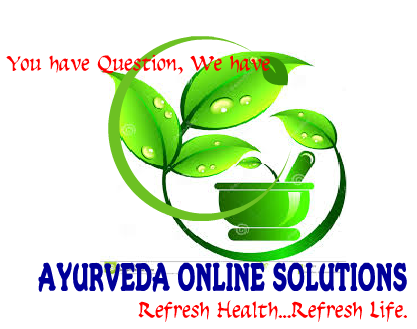 You have Question, We have
AYURVEDA ONLINE SOLUTIONS
Refresh Health...Refresh Life.